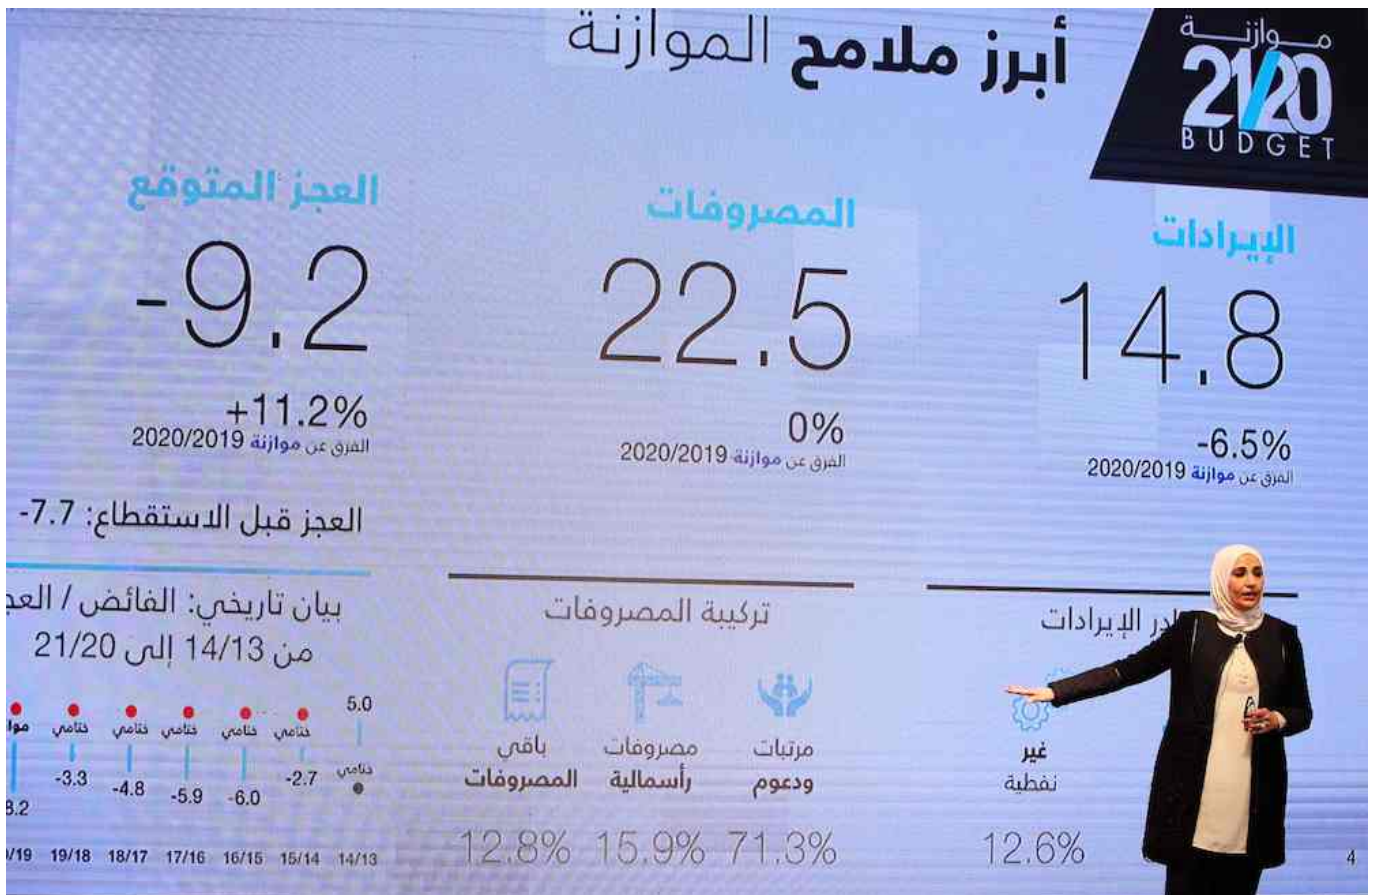 موازنــة
21/20
BUDGET
أبرز ملامح الموازنة
الإيرادات
14.8
-6.5%
الفرق عن موازنة 2020/2019
المصروفات
22.5
0%
الفرق عن موازنة 2020/2019
العجز المتوقع
-9.2
+11.2%
الفرق عن موازنة 2020/2019
العجز قبل الاستقطاع: 7.7-
الإيرادات
غير
نفطية
12.6%
تركيبة المصروفات
مرتبات
ودعوم
71.3%
مصروفات
رأسمالية
15.9%
باقي
المصروفات
12.8%
بيان تاريخي: الفائض /
من 14/13 إلى 21/20
5.0
ختامي
14/13
ختامي
-2.7
15/14
ختامي
-6.0
16/15
ختامي
-5.9
17/16
ختامي
-4.8
18/17
ختامي
-3.3
19/18
4